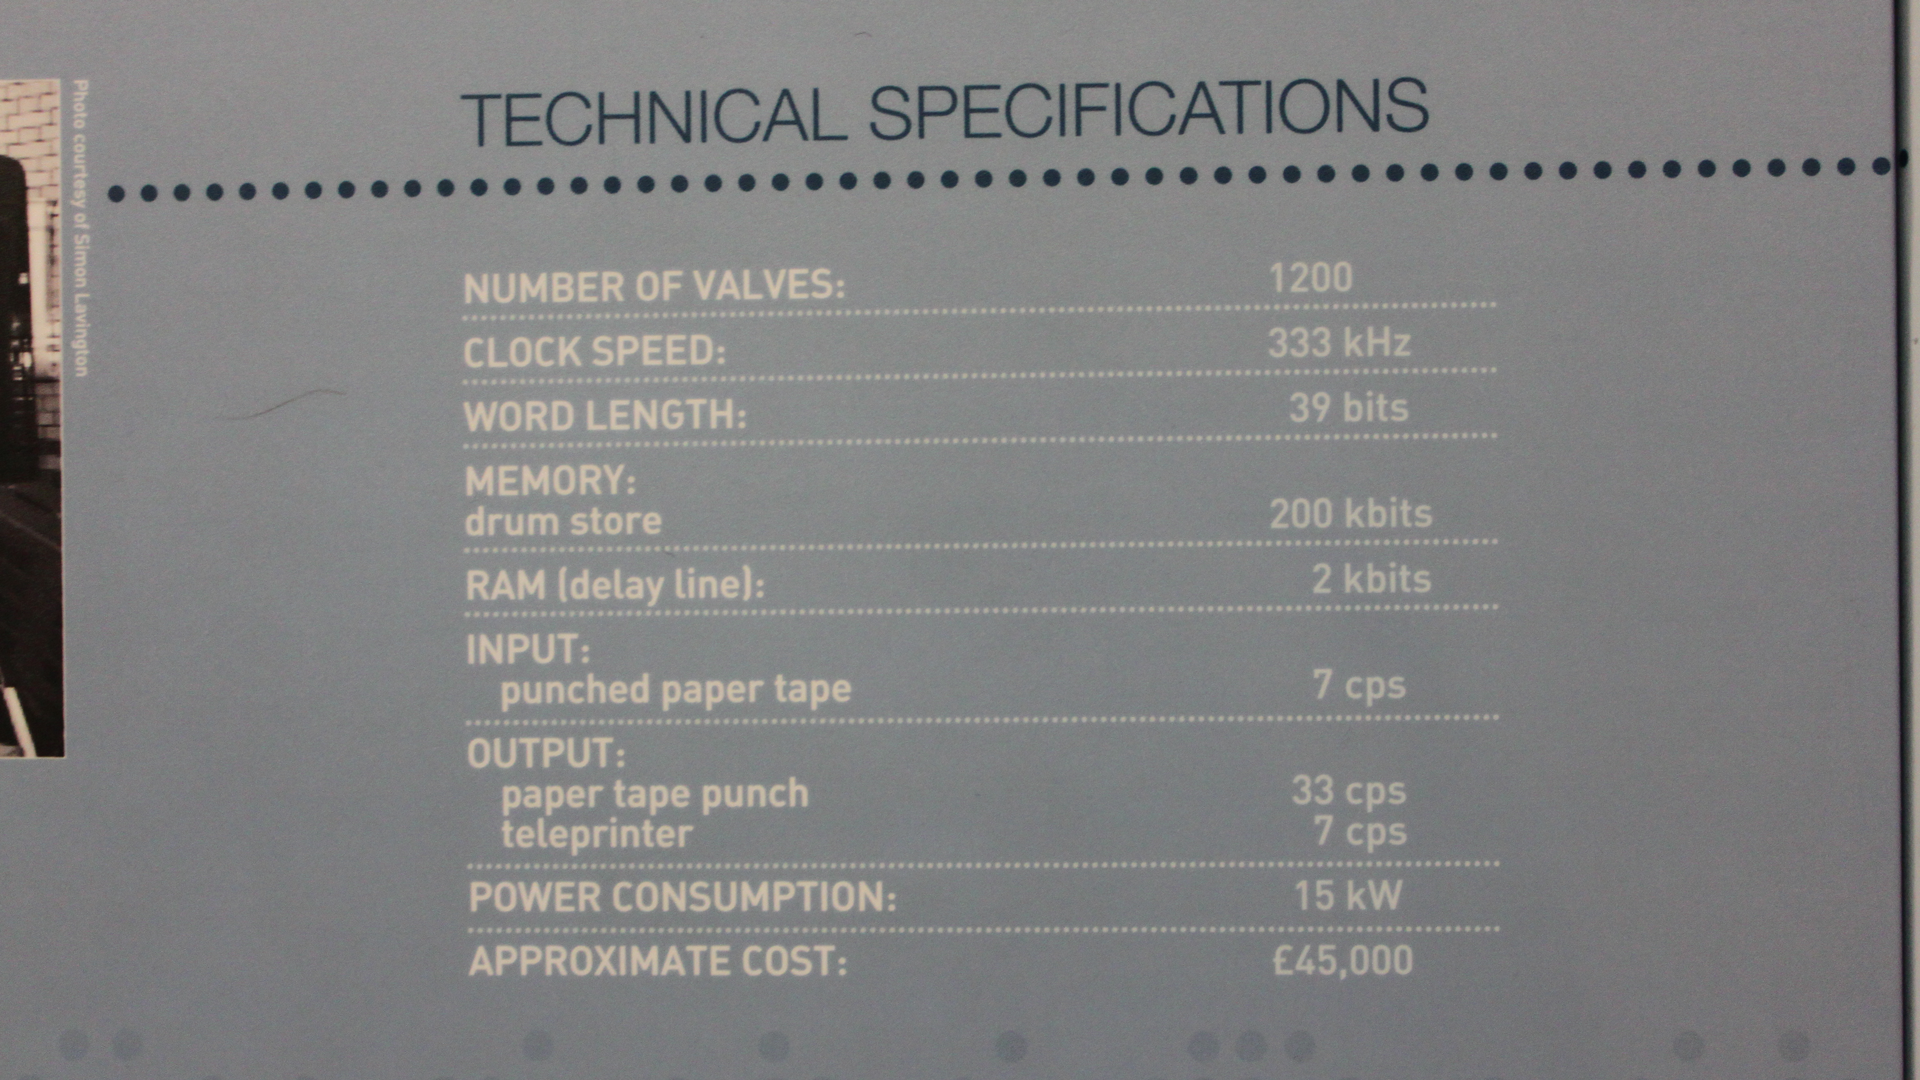 Photo courtesy of Simon Lavington
TECHNICAL SPECIFICATIONS
NUMBER OF VALVES: 1200
CLOCK SPEED: 333 kHz
WORD LENGTH: 39 bits
MEMORY:
drum store 200 kbits
RAM (delay line): 2 kbits
INPUT:
punched paper tape 7 cps
OUTPUT:
paper tape punch 33 cps
teleprinter 7 cps
POWER CONSUMPTION: 15 kW
APPROXIMATE COST: £45,000